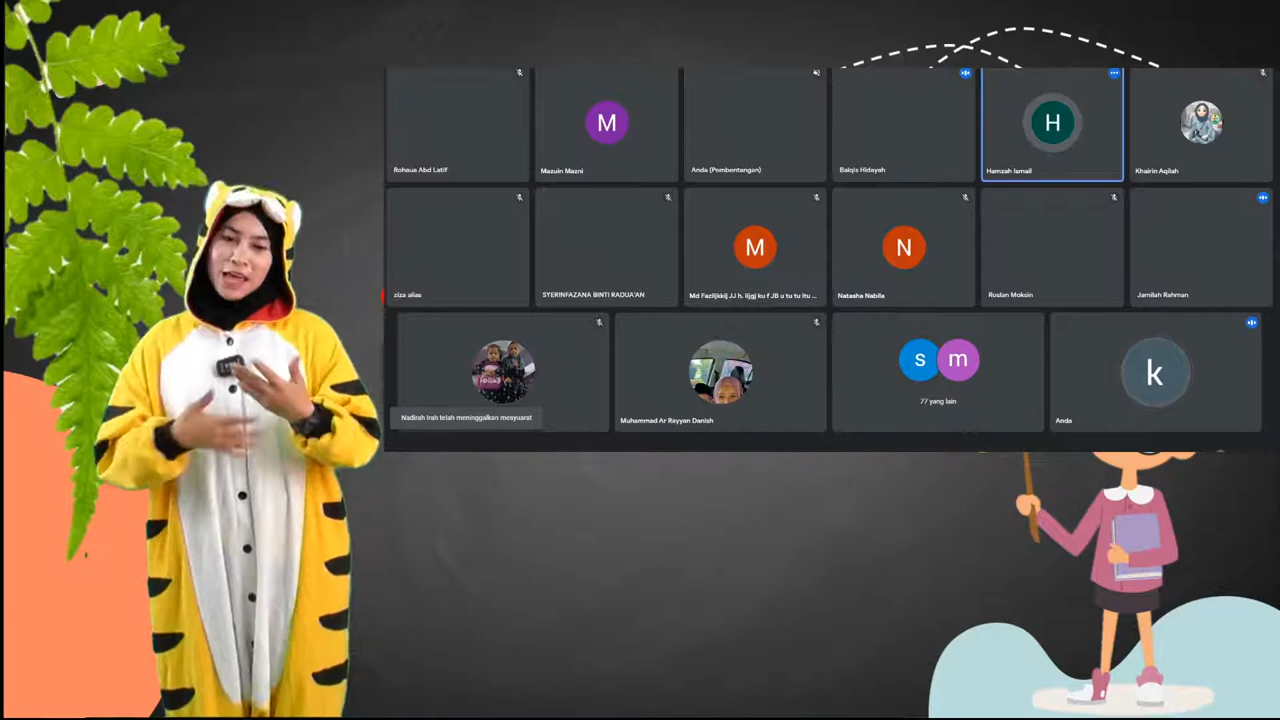 M
H
Rohaua Abd Latif
Mazuin Mazni
Anda (Pembentangan)
Balqis Hidayah
Hamzah Ismail
Khairin Aqilah
M
N
ziza alias
SYERINFAZANA BINTI RADUA'AN
Md Fazlijkkij JJ h. iijgj ku f JB u tu tu itu ...
Natasha Nabila
Roslan Moksin
Jamilah Rahman
s m
k
77 yang lain
Nadirah Irah telah meninggalkan mesyuarat
Muhammad Ar Rayyan Danish
Anda